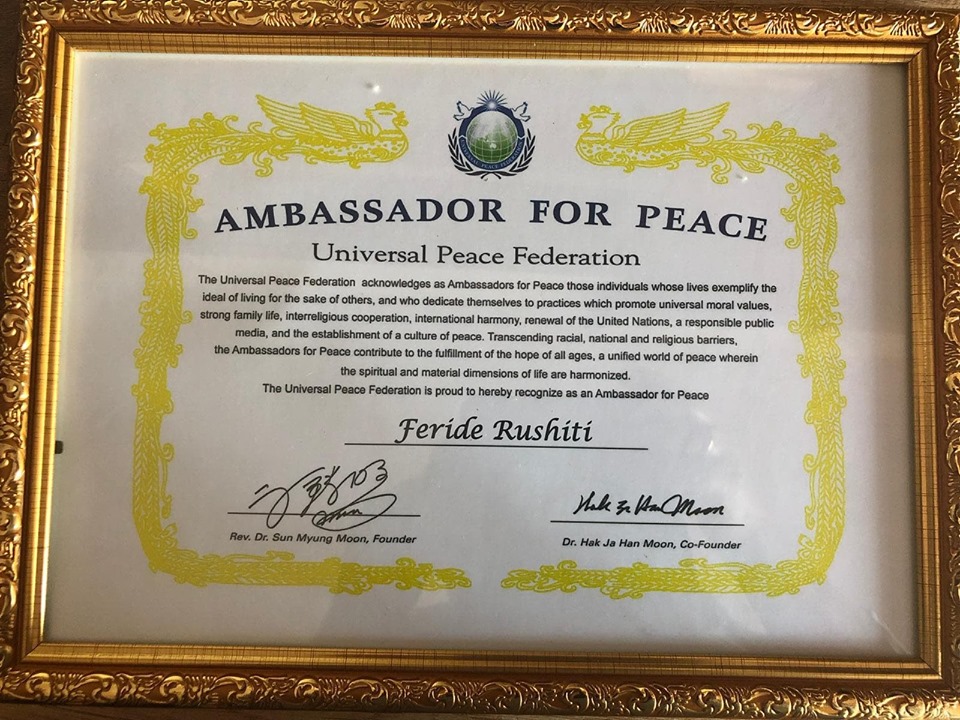 AMBASSADOR FOR PEACE
Universal Peace Federation
The Universal Peace Federation acknowledges as Ambassadors for Peace those individuals whose lives exemplify the
ideal of living for the sake of others, and who dedicate themselves to practices which promote universal moral values,
strong family life, interreligious cooperation, international harmony, renewal of the United Nations, a responsible public
media, and the establishment of a culture of peace. Transcending racial, national and religious barriers,
the Ambassadors for Peace contribute to the fulfillment of the hope of all ages, a unified world of peace wherein
the spiritual and material dimensions of life are harmonized.
The Universal Peace Federation is proud to hereby recognize as an Ambassador for Peace
Feride Rushiti
Hak Ja Han Moon
Rev. Dr. Sun Myung Moon, Founder
Dr. Hak Ja Han Moon, Co-Founder